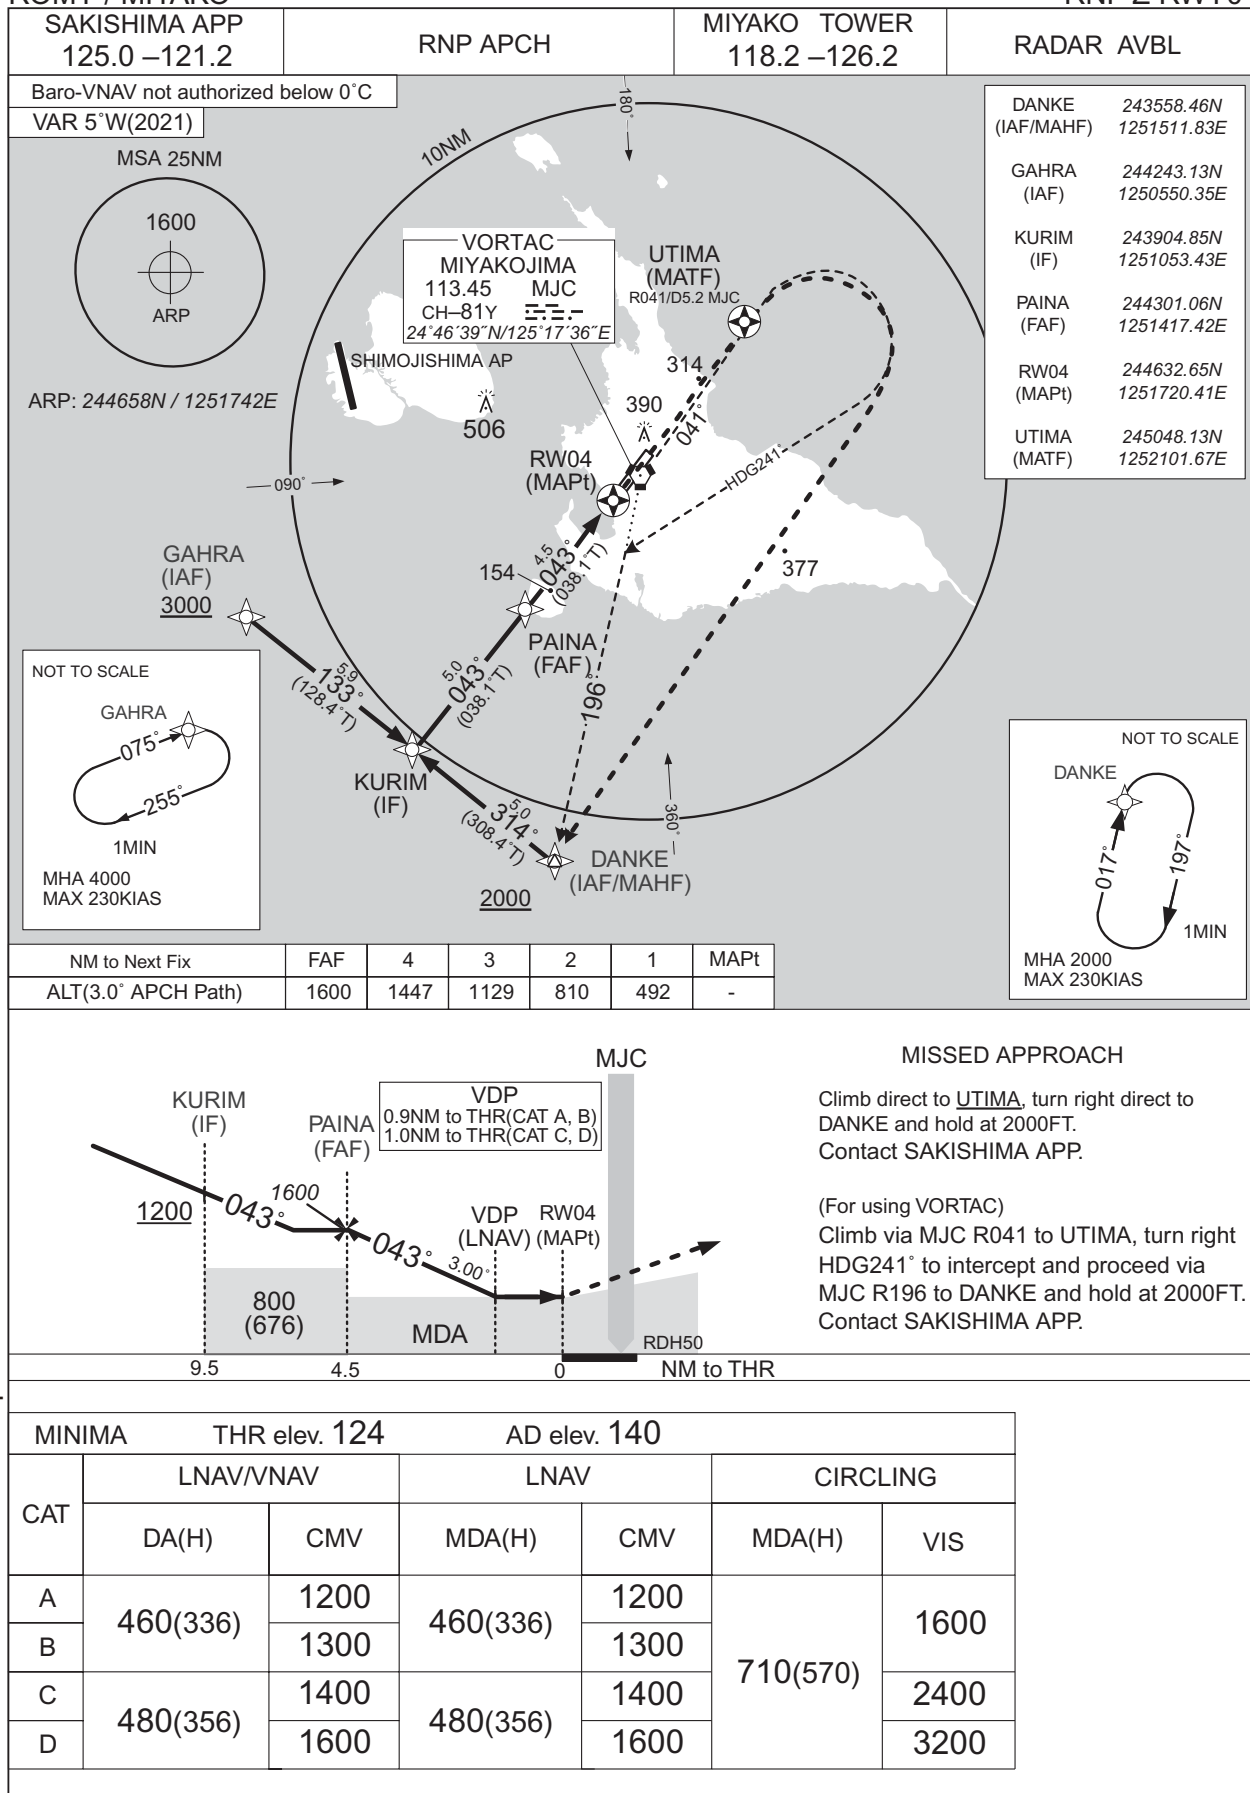 SAKISHIMA APP
125.0 –121.2
RNP APCH
MIYAKO TOWER
118.2 –126.2
RADAR AVBL
Baro-VNAV not authorized below 0˚C
VAR 5˚W(2021)
MSA 25NM
1600
ARP
ARP: 244658N / 1251742E
10NM
180˚
VORTAC
MIYAKOJIMA
113.45 MJC
CH–81Y
24˚46´39˝N/125˚17´36˝E
UTIMA
(MATF)
R041/D5.2 MJC
SHIMOJISHIMA AP
506
314
390
041˚
RW04
(MAPt)
HDG241˚
090˚
377
GAHRA
(IAF)
3000
154
4.5
043˚
(038.1˚T)
PAINA
(FAF)
5.9
133˚
(128.4˚T)
5.0
043˚
(038.1˚T)
196˚
KURIM
(IF)
5.0
314˚
(308.4˚T)
360˚
DANKE
(IAF/MAHF)
2000
DANKE 243558.46N
(IAF/MAHF) 1251511.83E
GAHRA 244243.13N
(IAF) 1250550.35E
KURIM 243904.85N
(IF) 1251053.43E
PAINA 244301.06N
(FAF) 1251417.42E
RW04 244632.65N
(MAPt) 1251720.41E
UTIMA 245048.13N
(MATF) 1252101.67E
NOT TO SCALE
GAHRA
075˚
255˚
1MIN
MHA 4000
MAX 230KIAS
NOT TO SCALE
DANKE
017˚
197˚
1MIN
MHA 2000
MAX 230KIAS
NM to Next Fix FAF 4 3 2 1 MAPt
ALT(3.0˚ APCH Path) 1600 1447 1129 810 492 -
MJC
KURIM
(IF)
PAINA
(FAF)
VDP
0.9NM to THR(CAT A, B)
1.0NM to THR(CAT C, D)
1200
043˚
1600
043˚
3.00˚
VDP
(LNAV)
RW04
(MAPt)
800
(676)
MDA
RDH50
9.5 4.5 0 NM to THR
MISSED APPROACH
Climb direct to UTIMA, turn right direct to
DANKE and hold at 2000FT.
Contact SAKISHIMA APP.
(For using VORTAC)
Climb via MJC R041 to UTIMA, turn right
HDG241˚ to intercept and proceed via
MJC R196 to DANKE and hold at 2000FT.
Contact SAKISHIMA APP.
MINIMA THR elev. 124 AD elev. 140
CAT LNAV/VNAV LNAV CIRCLING
DA(H) CMV MDA(H) CMV MDA(H) VIS
A 460(336) 1200 460(336) 1200 710(570) 1600
B 1300 1300
C 480(356) 1400 480(356) 1400 2400
D 1600 1600 3200